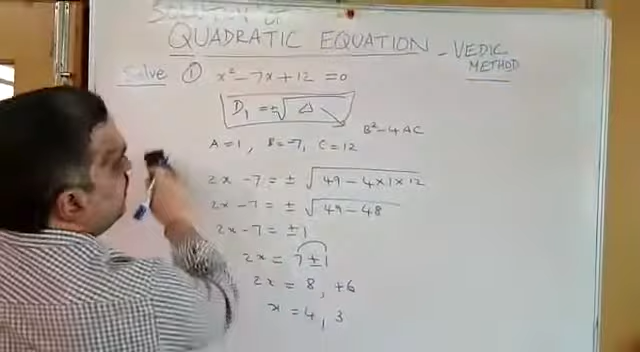 QUADRATIC EQUATION - VEDIC METHOD
Solve ① x² - 7x + 12 = 0
D₁ = ±√Δ
B² - 4AC
A = 1, B = -7, C = 12
2x - 7 = ± √49 - 4×1×12
2x - 7 = ± √49 - 48
2x - 7 = ±1
2x = 7 ± 1
2x = 8, +6
x = 4, 3